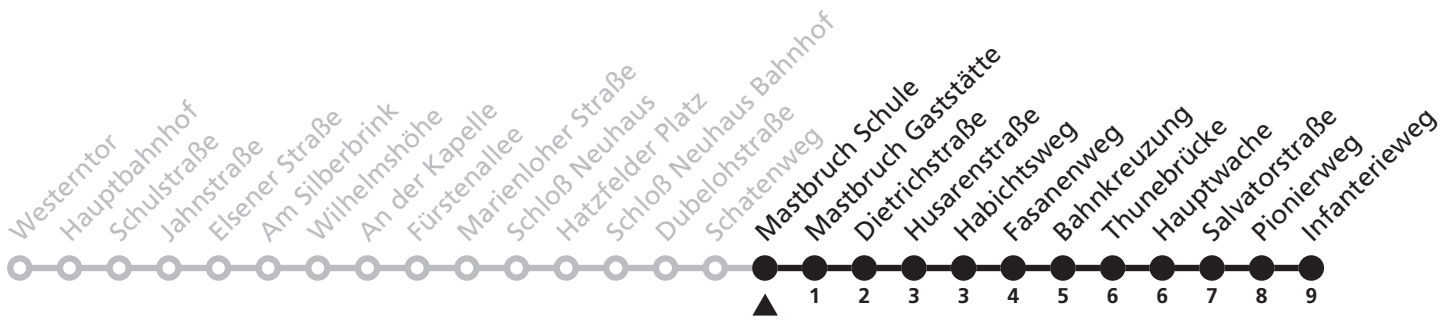 Westerntor
Hauptbahnhof
Schulstraße
Jahnstraße
Elsener Straße
Am Silberbrink
Wilhelmshöhe
An der Kapelle
Fürstenallee
Marienloher Straße
Schloß Neuhaus
Hatzfelder Platz
Schloß Neuhaus Bahnhof
Dubelohstraße
Schatenweg
Mastbruch Schule
Mastbruch Gaststätte
Dietrichstraße
Husarenstraße
Habichtsweg
Fasanenweg
Bahnkreuzung
Thunebrücke
Hauptwache
Salvatorstraße
Pionierweg
Infanterieweg
1 2 3 3 4 5 6 6 7 8 9